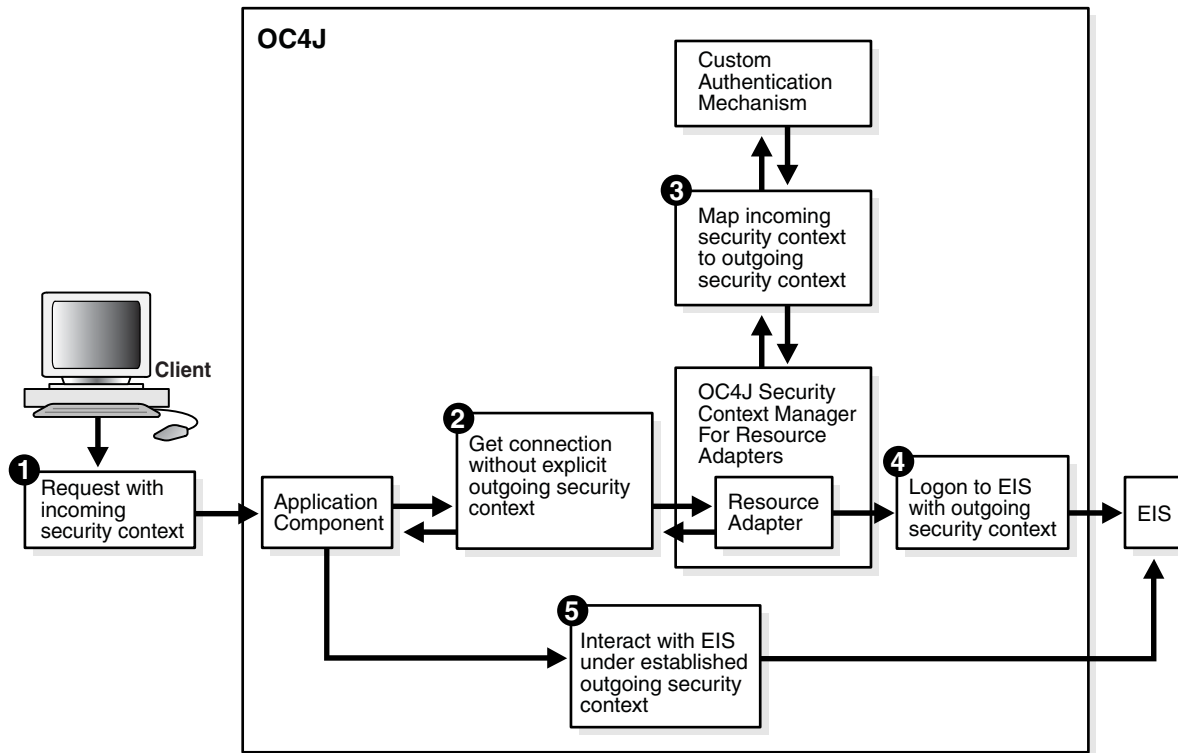 OC4J
Custom
Authentication
Mechanism
3
Map incoming
security context
to outgoing
security context
Client
OC4J Security
Context Manager
For Resource
Adapters
2
Get connection
without explicit
outgoing security
context
1
Request with
incoming
security context
Application
Component
Resource
Adapter
4
Logon to EIS
with outgoing
security context
EIS
5
Interact with EIS
under established
outgoing security
context